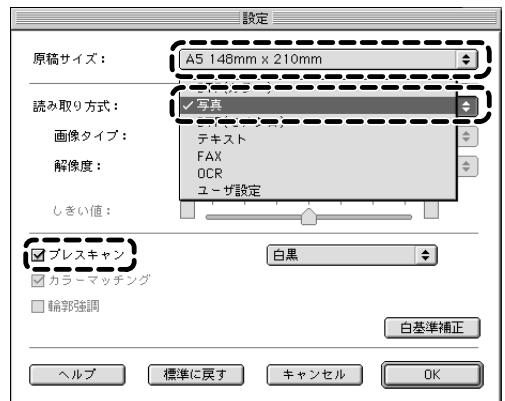 設定
原稿サイズ：
A5 148mm x 210mm
読み取り方式：
✓写真
画像タイプ：
テキスト
FAX
解像度：
OCR
ユーザ設定
しきい値：
プレスキャン
白黒
カラーマッチング
輪郭強調
白基準補正
ヘルプ
標準に戻す
キャンセル
OK